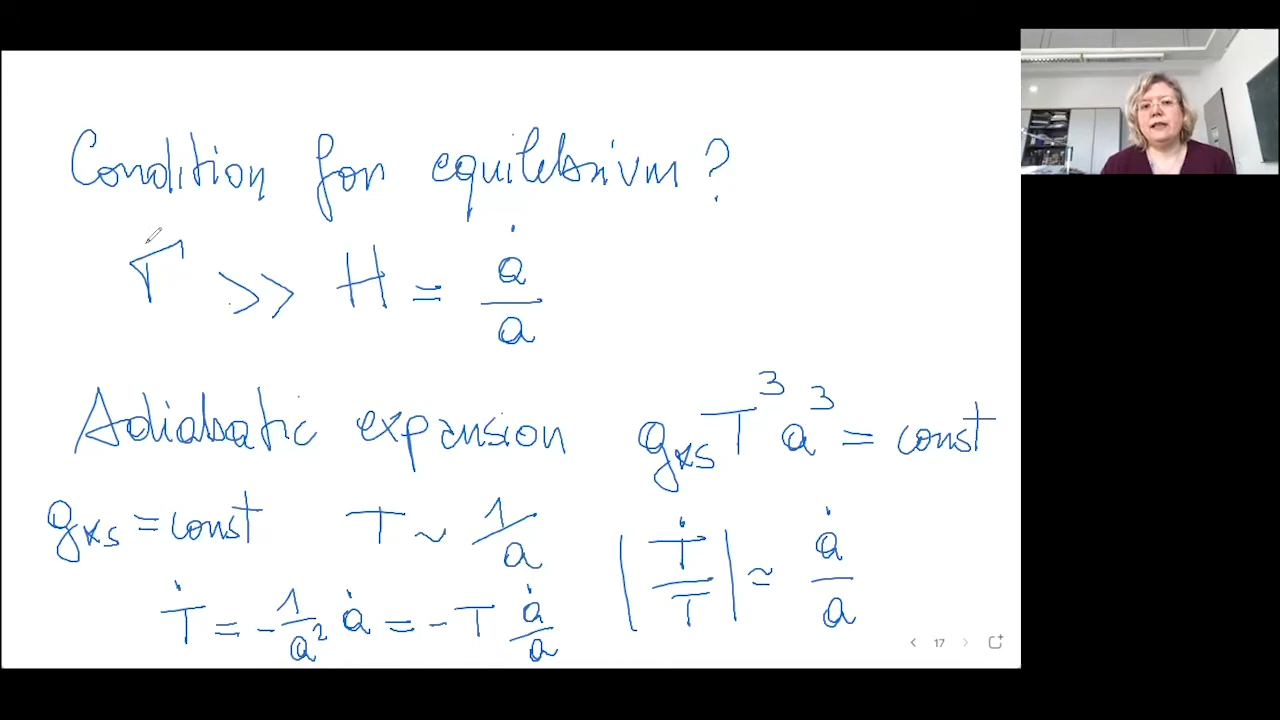 Condition for equilibrium?
Γ >> H = ȧ/a
Adiabatic expansion g*s T³ a³ = const
g*s = const T ~ 1/a |Ṫ/T| ≃ ȧ/a
Ṫ = -1/a² ȧ = -T ȧ/a
17